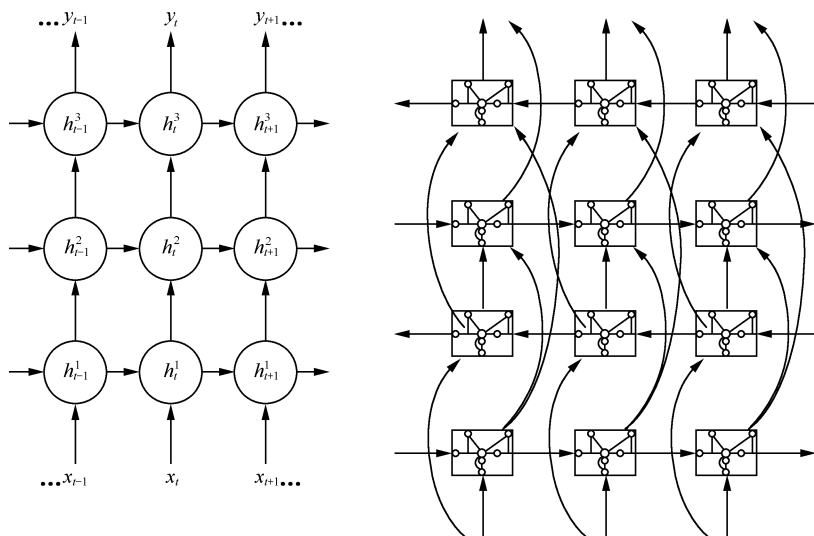 ...y_{t-1} y_t y_{t+1}...
h^3_{t-1} h^3_t h^3_{t+1}
h^2_{t-1} h^2_t h^2_{t+1}
h^1_{t-1} h^1_t h^1_{t+1}
...x_{t-1} x_t x_{t+1}...